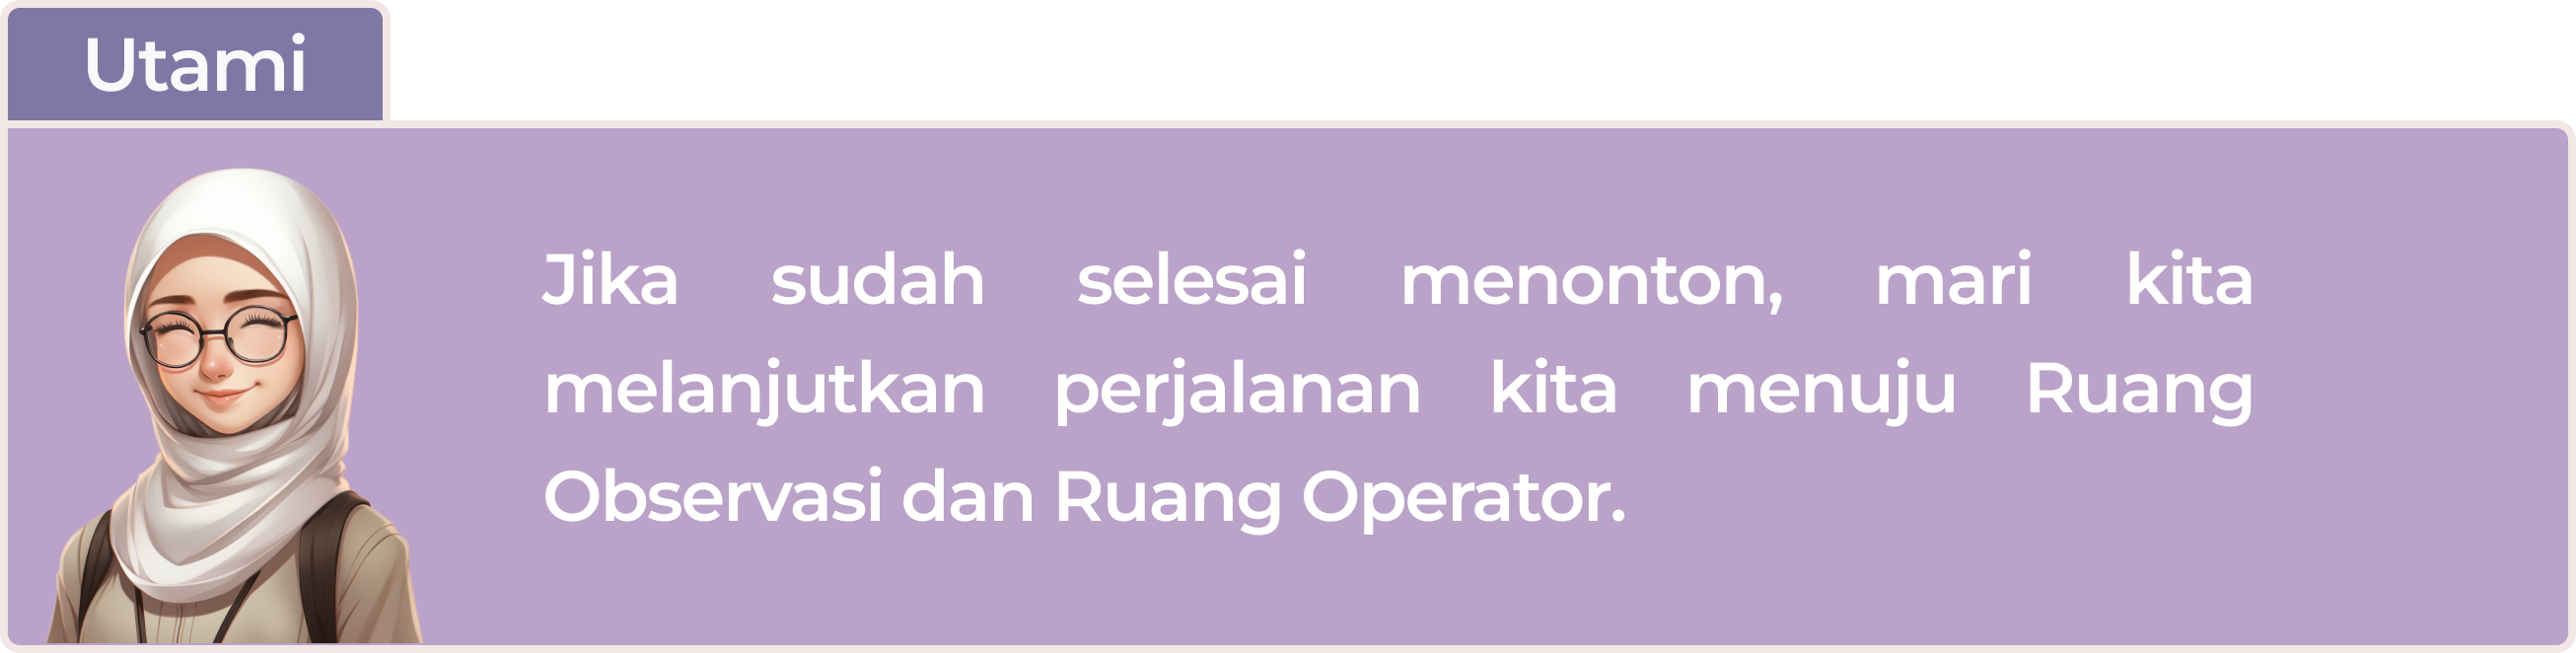 Utami
Jika sudah selesai menonton, mari kita
melanjutkan perjalanan kita menuju Ruang
Observasi dan Ruang Operator.